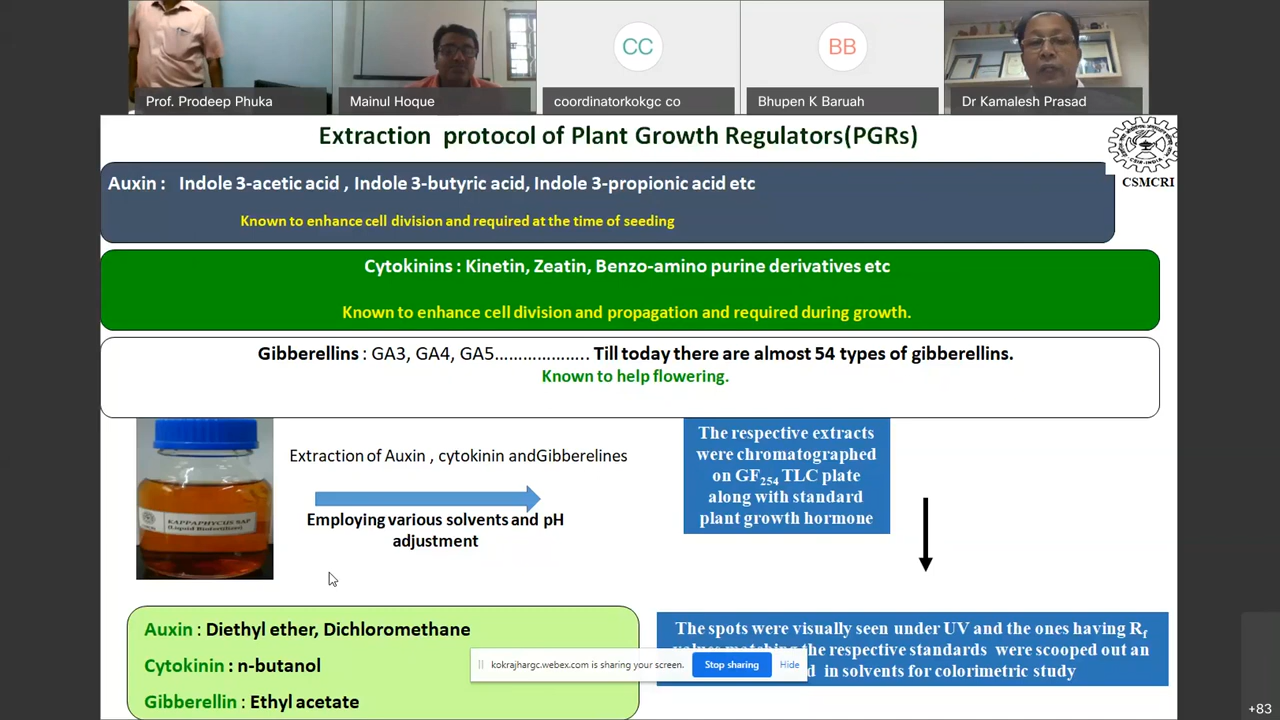 CC
BB
Prof. Prodeep Phuka
Mainul Hoque
coordinatorkokgc co
Bhupen K Baruah
Dr Kamalesh Prasad
Extraction protocol of Plant Growth Regulators(PGRs)
CSIR-INDIA
CSMCRI
Auxin : Indole 3-acetic acid , Indole 3-butyric acid, Indole 3-propionic acid etc
Known to enhance cell division and required at the time of seeding
Cytokinins : Kinetin, Zeatin, Benzo-amino purine derivatives etc
Known to enhance cell division and propagation and required during growth.
Gibberellins : GA3, GA4, GA5……………….. Till today there are almost 54 types of gibberellins.
Known to help flowering.
KAPPAPHYCUS SAP
(Liquid Biofertilizer)
Extraction of Auxin , cytokinin andGibberelines
Employing various solvents and pH
adjustment
The respective extracts
were chromatographed
on GF254 TLC plate
along with standard
plant growth hormone
Auxin : Diethyl ether, Dichloromethane
Cytokinin : n-butanol
Gibberellin : Ethyl acetate
The spots were visually seen under UV and the ones having Rf
the respective standards were scooped out an
in solvents for colorimetric study
kokrajhargc.webex.com is sharing your screen.
Stop sharing
Hide
+83